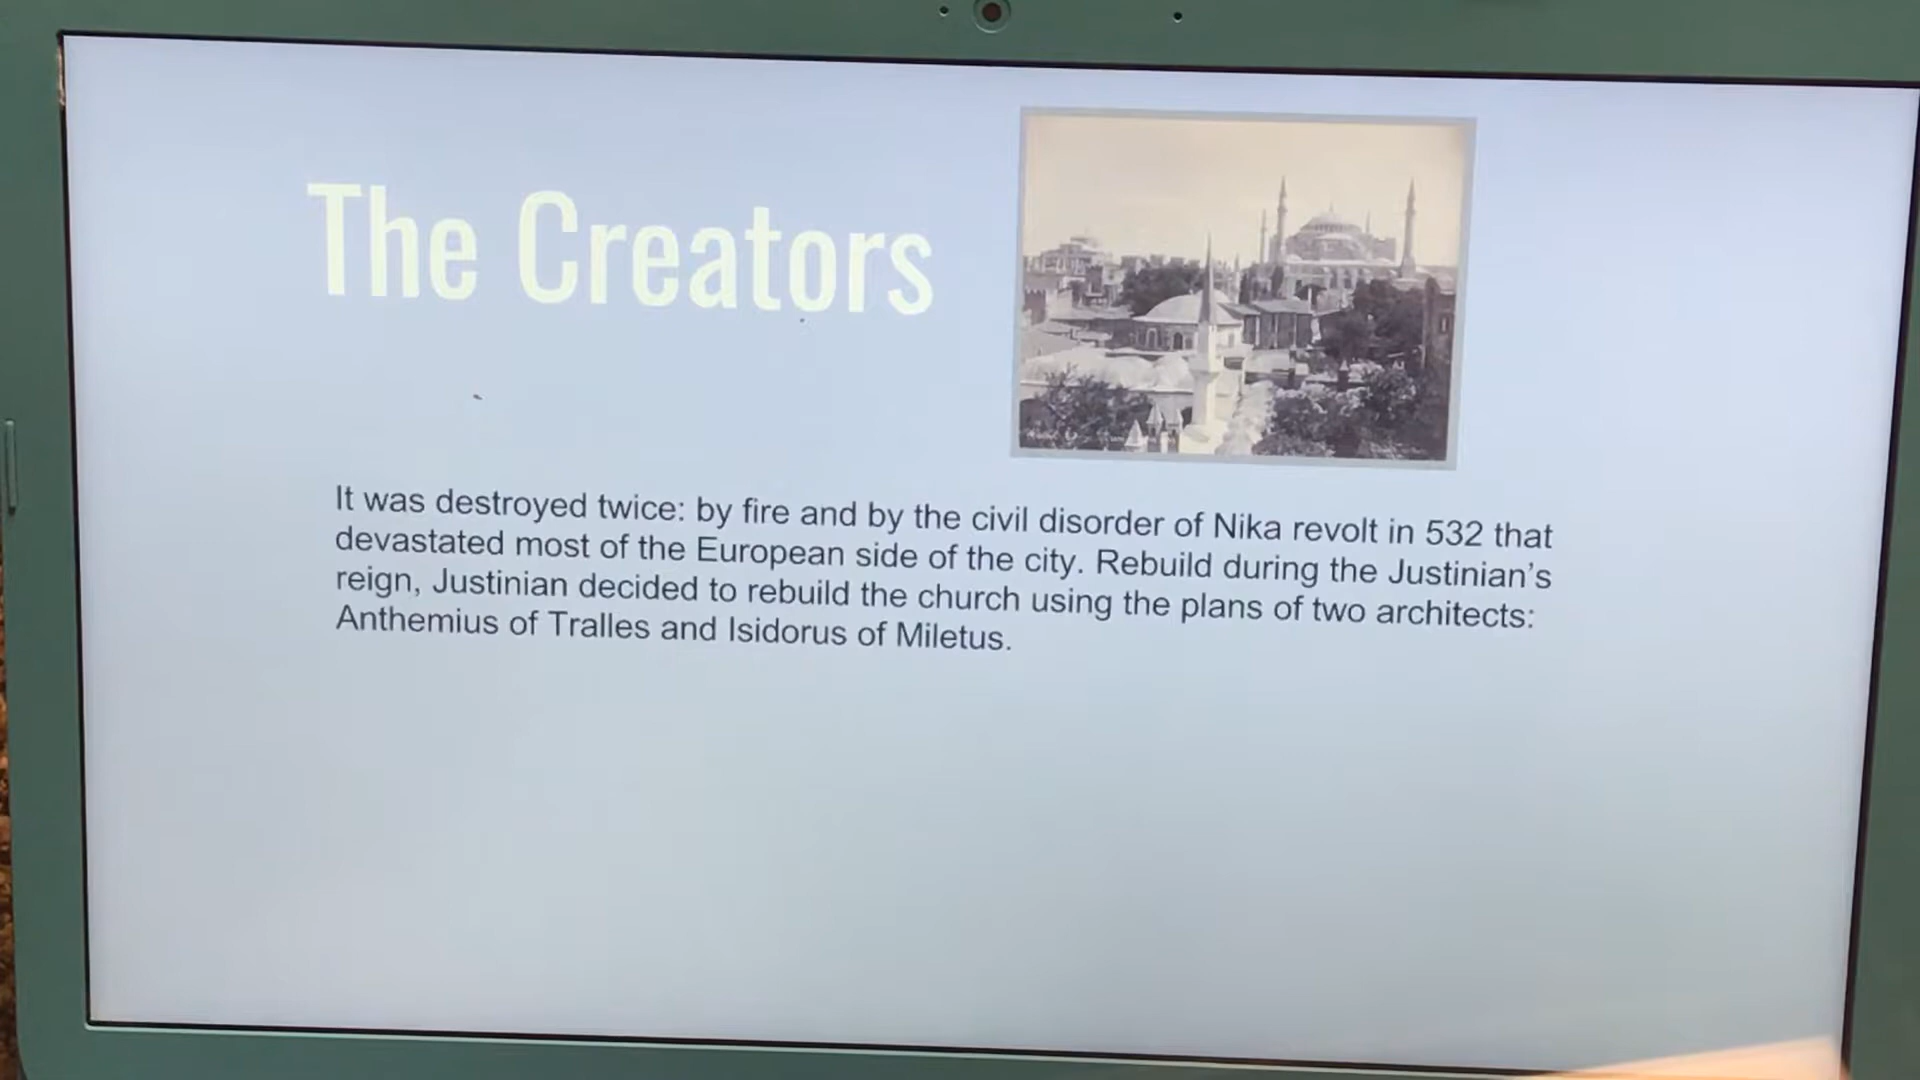 The Creators
It was destroyed twice: by fire and by the civil disorder of Nika revolt in 532 that
devastated most of the European side of the city. Rebuild during the Justinian’s
reign, Justinian decided to rebuild the church using the plans of two architects:
Anthemius of Tralles and Isidorus of Miletus.